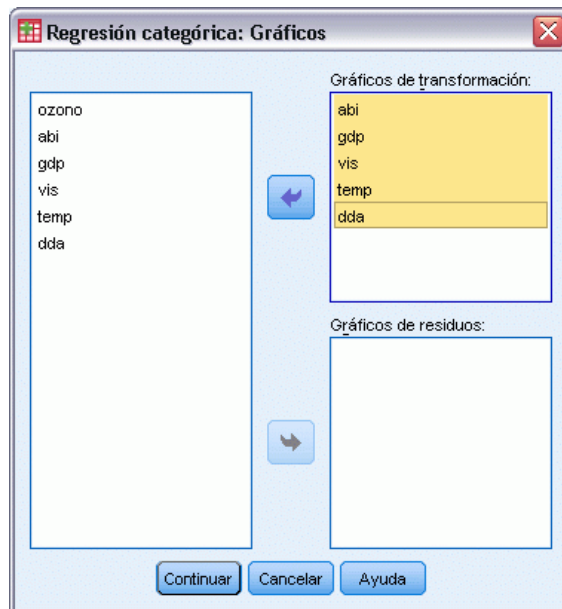 Regresión categórica: Gráficos
ozono
abi
gdp
vis
temp
dda
Gráficos de transformación:
abi
gdp
vis
temp
dda
Gráficos de residuos:
Continuar
Cancelar
Ayuda